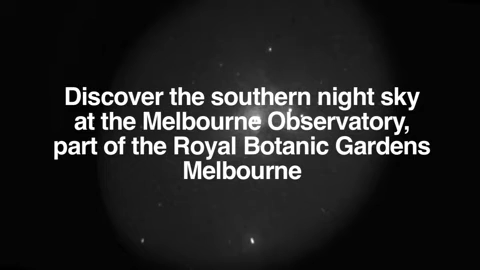 Discover the southern night sky
at the Melbourne Observatory,
part of the Royal Botanic Gardens
Melbourne